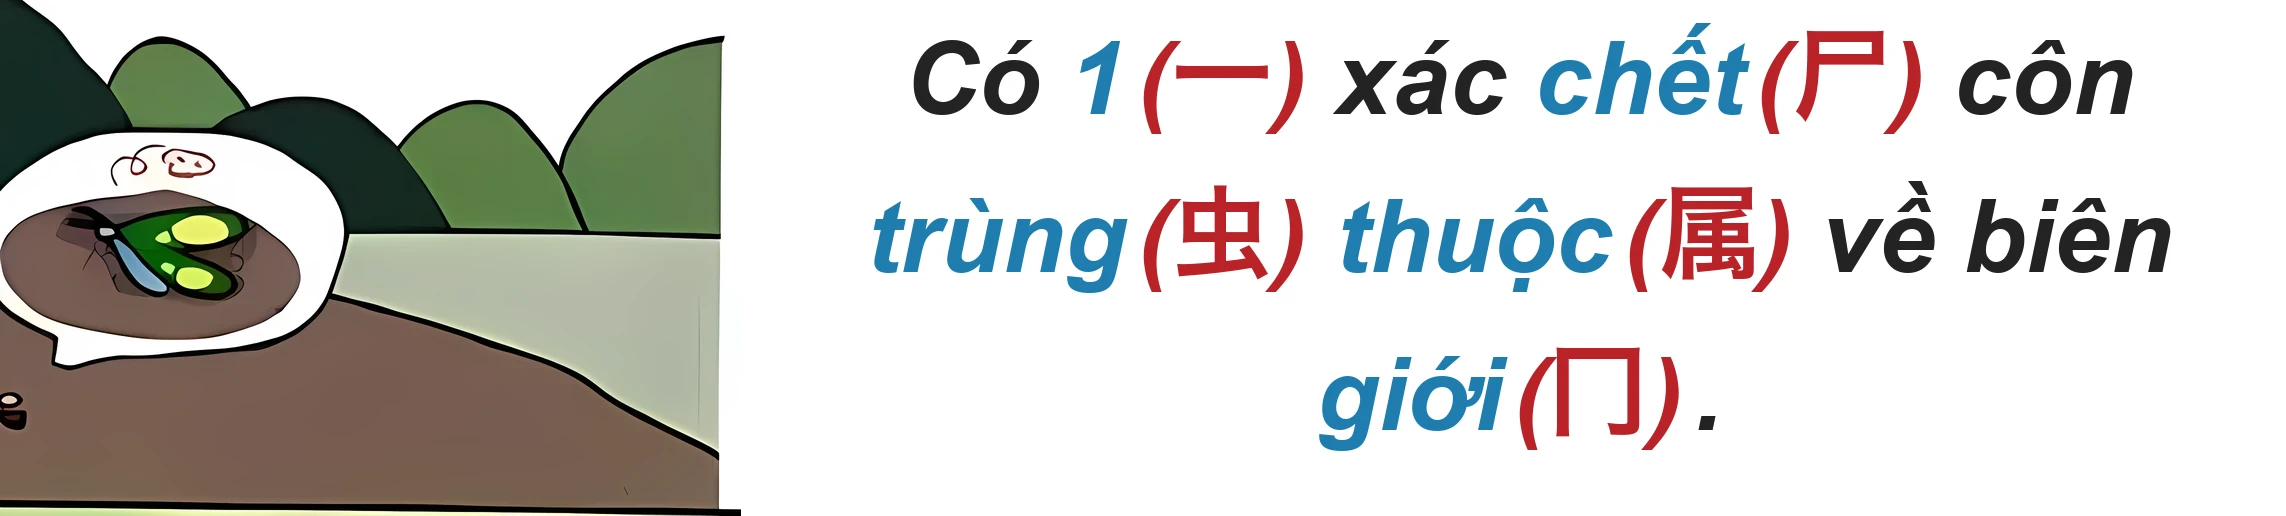 Có 1(一) xác chết(尸) côn
trùng(虫) thuộc(属) về biên
giới(冂).